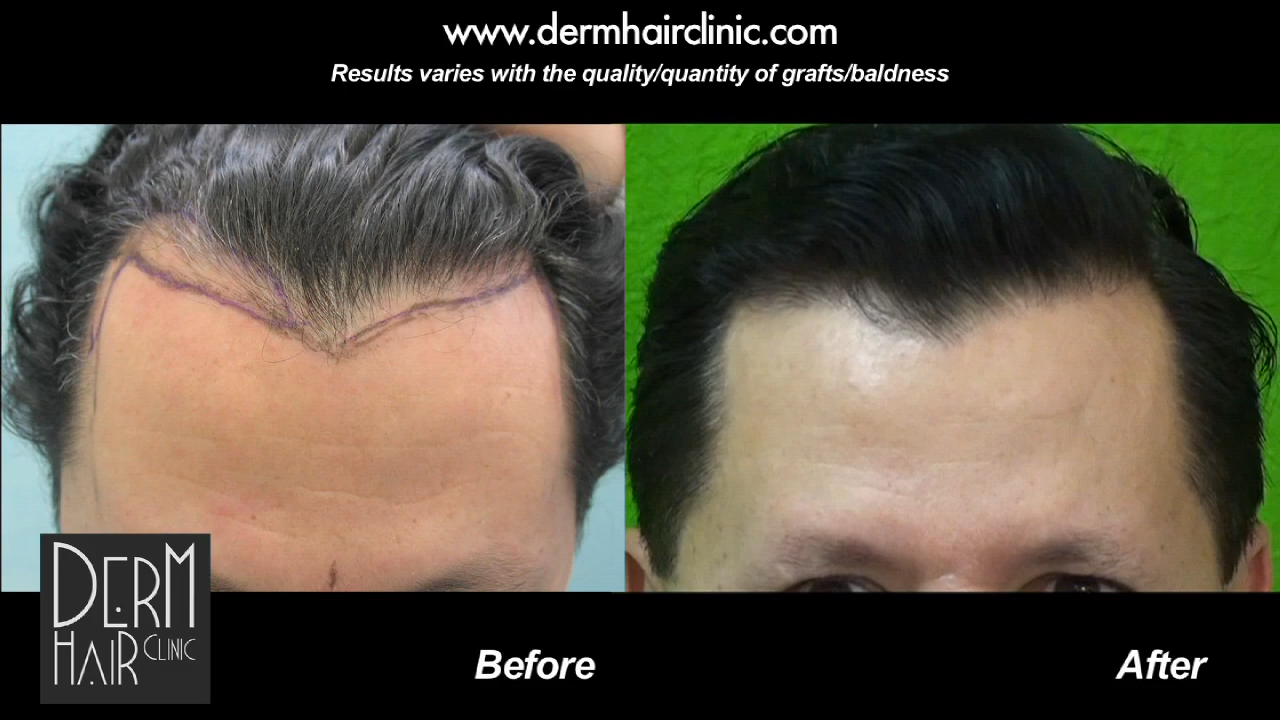 www.dermhairclinic.com
Results varies with the quality/quantity of grafts/baldness
DERM
HAIR CLINIC
Before
After